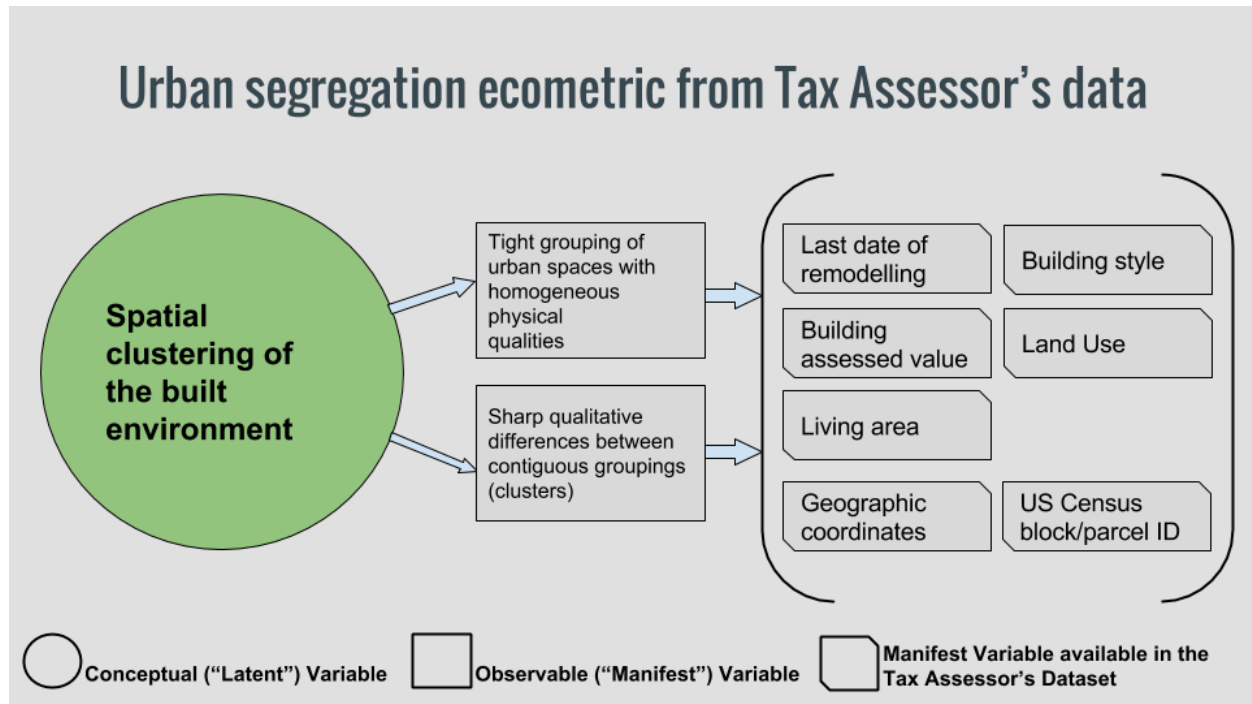 Urban segregation ecometric from Tax Assessor’s data
Spatial
clustering of
the built
environment
Tight grouping of
urban spaces with
homogeneous
physical
qualities
Sharp qualitative
differences between
contiguous groupings
(clusters)
Last date of
remodelling
Building style
Building
assessed value
Land Use
Living area
Geographic
coordinates
US Census
block/parcel ID
Conceptual (“Latent”) Variable
Observable (“Manifest”) Variable
Manifest Variable available in the
Tax Assessor’s Dataset